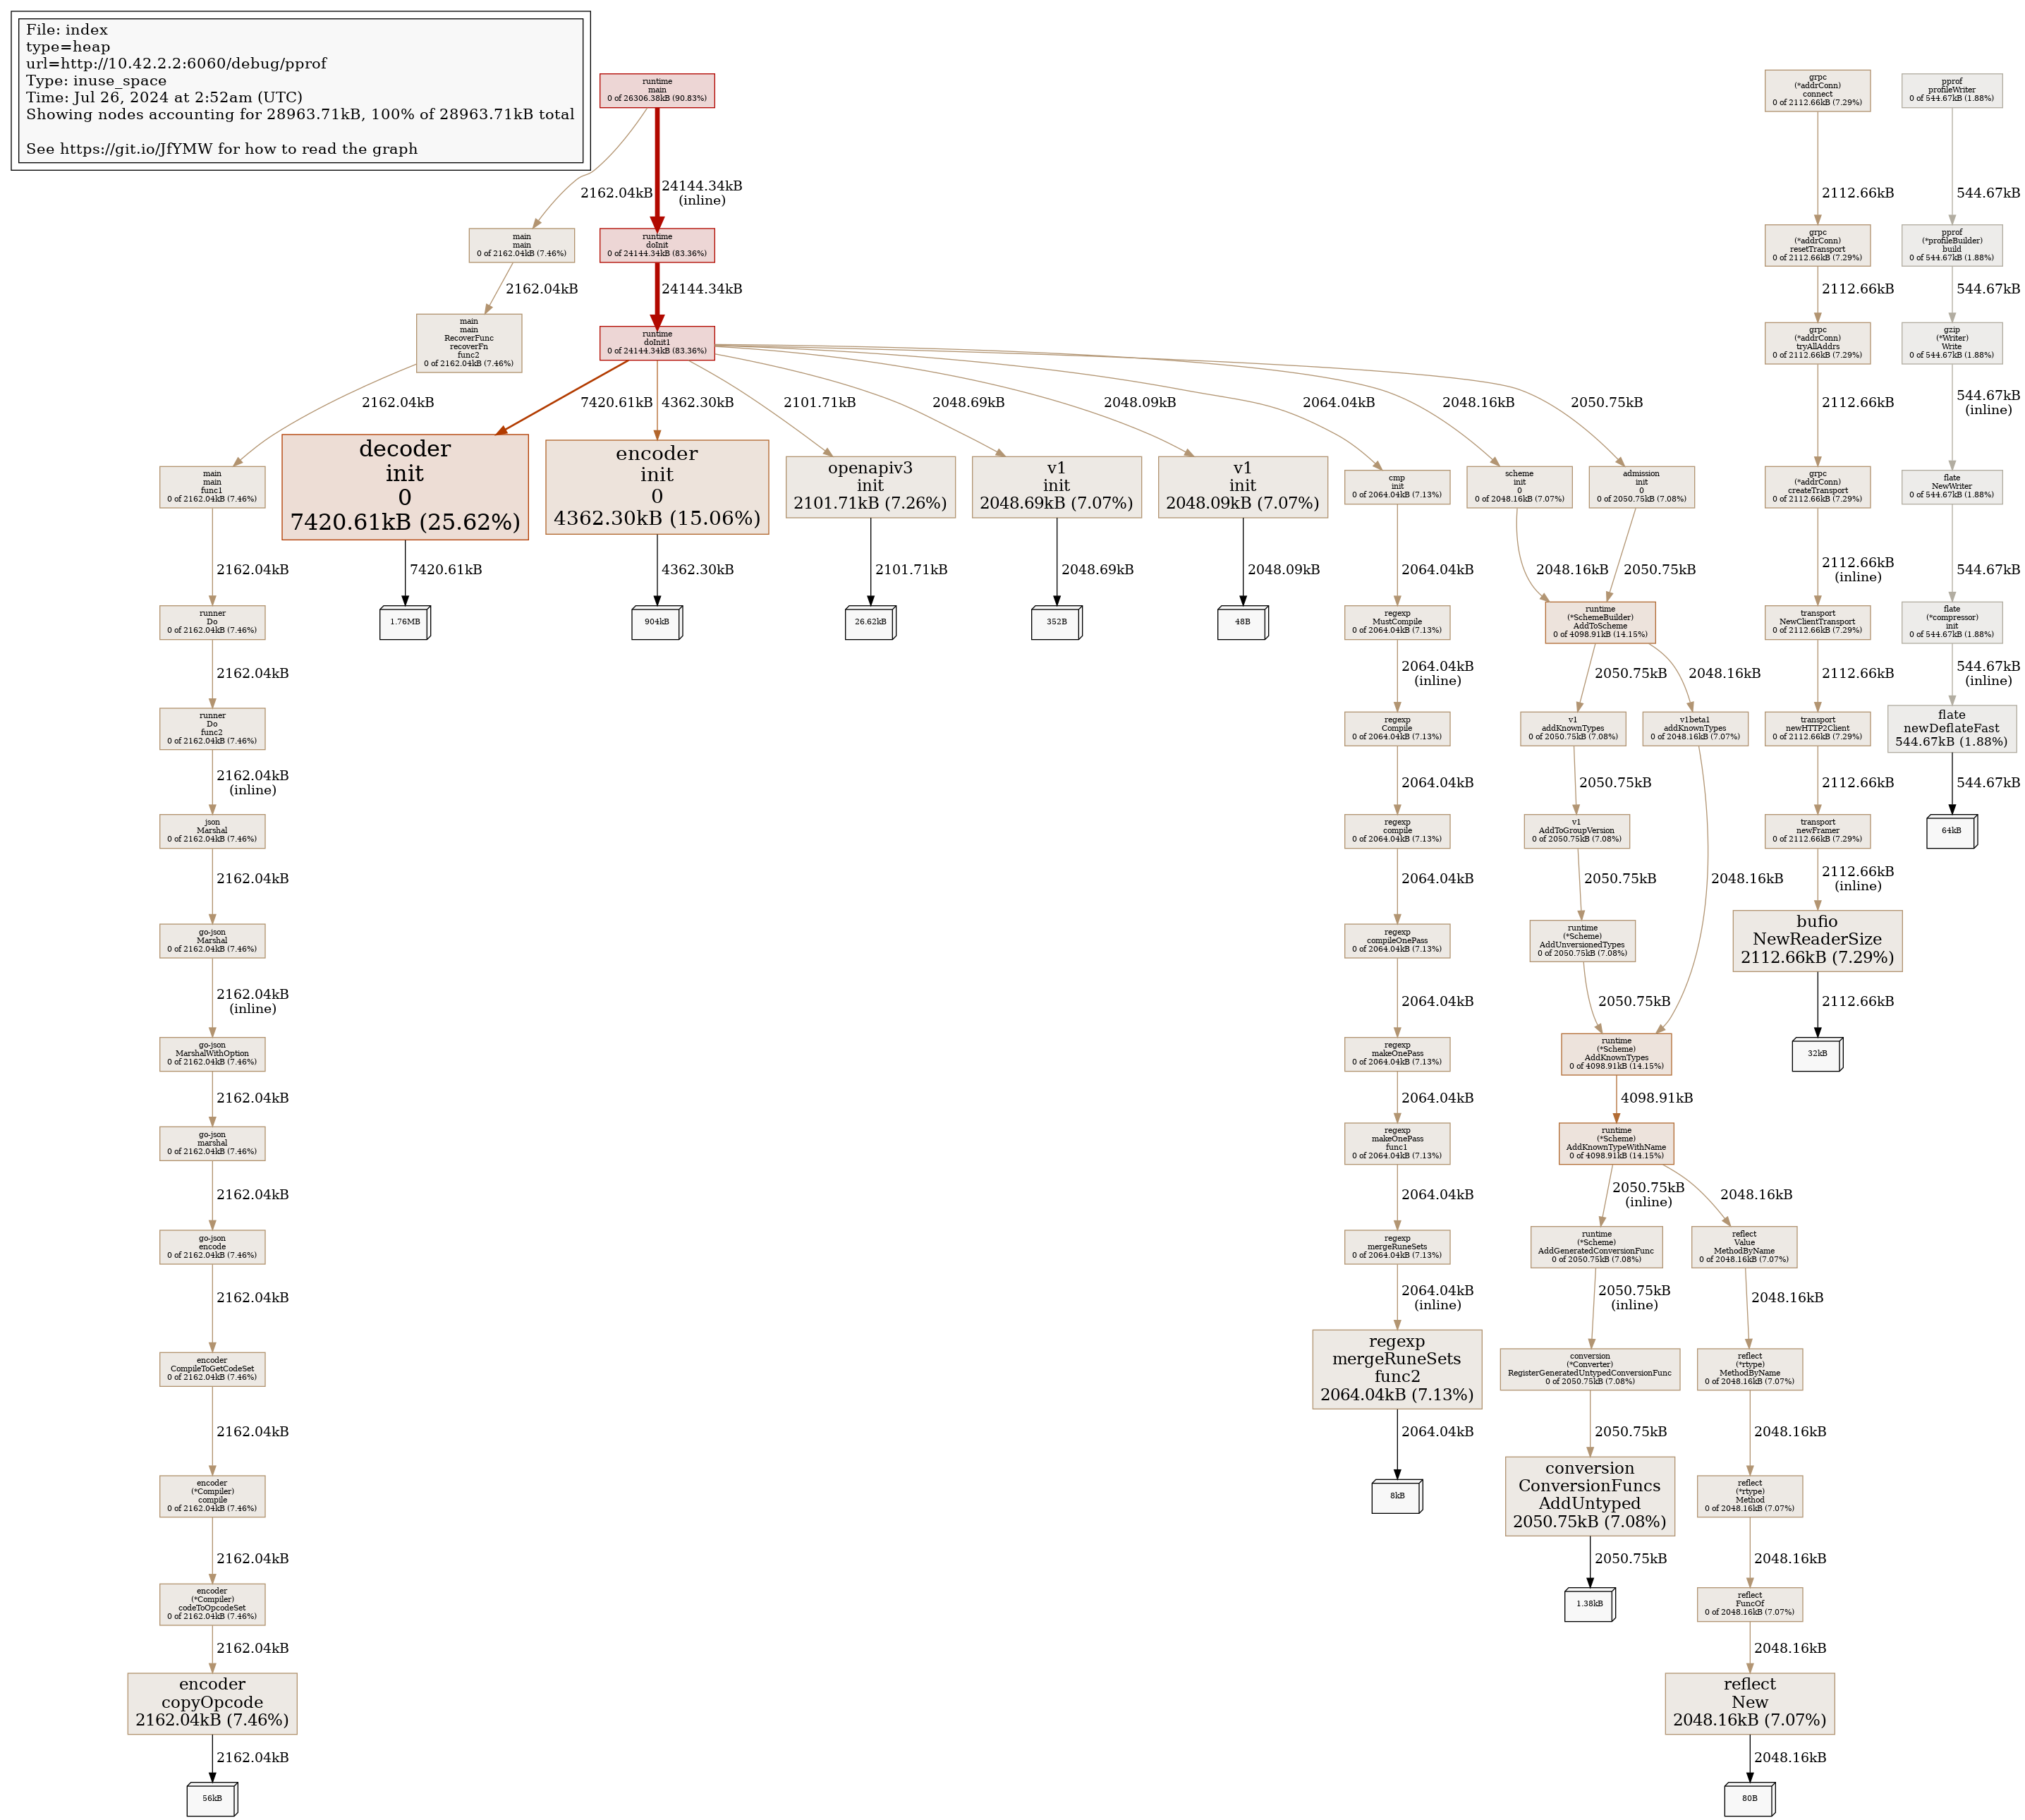 File: index
type=heap
url=http://10.42.2.2:6060/debug/pprof
Type: inuse_space
Time: Jul 26, 2024 at 2:52am (UTC)
Showing nodes accounting for 28963.71kB, 100% of 28963.71kB total
See https://git.io/JfYMW for how to read the graph
runtime
main
0 of 26306.38kB (90.83%)
grpc
(*addrConn)
connect
0 of 2112.66kB (7.29%)
pprof
profileWriter
0 of 544.67kB (1.88%)
2162.04kB
24144.34kB
(inline)
2112.66kB
544.67kB
main
main
0 of 2162.04kB (7.46%)
runtime
doInit
0 of 24144.34kB (83.36%)
grpc
(*addrConn)
resetTransport
0 of 2112.66kB (7.29%)
pprof
(*profileBuilder)
build
0 of 544.67kB (1.88%)
2162.04kB
24144.34kB
2112.66kB
544.67kB
main
main
RecoverFunc
recoverFn
func2
0 of 2162.04kB (7.46%)
runtime
doInit1
0 of 24144.34kB (83.36%)
grpc
(*addrConn)
tryAllAddrs
0 of 2112.66kB (7.29%)
gzip
(*Writer)
Write
0 of 544.67kB (1.88%)
2162.04kB
7420.61kB
4362.30kB
2101.71kB
2048.69kB
2048.09kB
2064.04kB
2048.16kB
2050.75kB
2112.66kB
544.67kB
(inline)
main
main
func1
0 of 2162.04kB (7.46%)
decoder
init
0
7420.61kB (25.62%)
encoder
init
0
4362.30kB (15.06%)
openapiv3
init
2101.71kB (7.26%)
v1
init
2048.69kB (7.07%)
v1
init
2048.09kB (7.07%)
cmp
init
0 of 2064.04kB (7.13%)
scheme
init
0
0 of 2048.16kB (7.07%)
admission
init
0
0 of 2050.75kB (7.08%)
grpc
(*addrConn)
createTransport
0 of 2112.66kB (7.29%)
flate
NewWriter
0 of 544.67kB (1.88%)
2162.04kB
7420.61kB
4362.30kB
2101.71kB
2048.69kB
2048.09kB
2064.04kB
2048.16kB
2050.75kB
2112.66kB
(inline)
544.67kB
runner
Do
0 of 2162.04kB (7.46%)
1.76MB
904kB
26.62kB
352B
48B
regexp
MustCompile
0 of 2064.04kB (7.13%)
runtime
(*SchemeBuilder)
AddToScheme
0 of 4098.91kB (14.15%)
transport
NewClientTransport
0 of 2112.66kB (7.29%)
flate
(*compressor)
init
0 of 544.67kB (1.88%)
2162.04kB
2064.04kB
(inline)
2050.75kB
2048.16kB
2112.66kB
544.67kB
(inline)
runner
Do
func2
0 of 2162.04kB (7.46%)
regexp
Compile
0 of 2064.04kB (7.13%)
v1
addKnownTypes
0 of 2050.75kB (7.08%)
v1beta1
addKnownTypes
0 of 2048.16kB (7.07%)
transport
newHTTP2Client
0 of 2112.66kB (7.29%)
flate
newDeflateFast
544.67kB (1.88%)
2162.04kB
(inline)
2064.04kB
2050.75kB
2112.66kB
544.67kB
json
Marshal
0 of 2162.04kB (7.46%)
regexp
compile
0 of 2064.04kB (7.13%)
v1
AddToGroupVersion
0 of 2050.75kB (7.08%)
transport
newFramer
0 of 2112.66kB (7.29%)
64kB
2162.04kB
2064.04kB
2050.75kB
2048.16kB
2112.66kB
(inline)
go-json
Marshal
0 of 2162.04kB (7.46%)
regexp
compileOnePass
0 of 2064.04kB (7.13%)
runtime
(*Scheme)
AddUnversionedTypes
0 of 2050.75kB (7.08%)
bufio
NewReaderSize
2112.66kB (7.29%)
2162.04kB
(inline)
2064.04kB
2050.75kB
2112.66kB
go-json
MarshalWithOption
0 of 2162.04kB (7.46%)
regexp
makeOnePass
0 of 2064.04kB (7.13%)
runtime
(*Scheme)
AddKnownTypes
0 of 4098.91kB (14.15%)
32kB
2162.04kB
2064.04kB
4098.91kB
go-json
marshal
0 of 2162.04kB (7.46%)
regexp
makeOnePass
func1
0 of 2064.04kB (7.13%)
runtime
(*Scheme)
AddKnownTypeWithName
0 of 4098.91kB (14.15%)
2162.04kB
2064.04kB
2050.75kB
(inline)
2048.16kB
go-json
encode
0 of 2162.04kB (7.46%)
regexp
mergeRuneSets
0 of 2064.04kB (7.13%)
runtime
(*Scheme)
AddGeneratedConversionFunc
0 of 2050.75kB (7.08%)
reflect
Value
MethodByName
0 of 2048.16kB (7.07%)
2162.04kB
2064.04kB
(inline)
2050.75kB
(inline)
2048.16kB
encoder
CompileToGetCodeSet
0 of 2162.04kB (7.46%)
regexp
mergeRuneSets
func2
2064.04kB (7.13%)
conversion
(*Converter)
RegisterGeneratedUntypedConversionFunc
0 of 2050.75kB (7.08%)
reflect
(*rtype)
MethodByName
0 of 2048.16kB (7.07%)
2162.04kB
2064.04kB
2050.75kB
2048.16kB
encoder
(*Compiler)
compile
0 of 2162.04kB (7.46%)
8kB
conversion
ConversionFuncs
AddUntyped
2050.75kB (7.08%)
reflect
(*rtype)
Method
0 of 2048.16kB (7.07%)
2162.04kB
2050.75kB
2048.16kB
encoder
(*Compiler)
codeToOpcodeSet
0 of 2162.04kB (7.46%)
1.38kB
reflect
FuncOf
0 of 2048.16kB (7.07%)
2162.04kB
2048.16kB
encoder
copyOpcode
2162.04kB (7.46%)
reflect
New
2048.16kB (7.07%)
2162.04kB
2048.16kB
56kB
80B